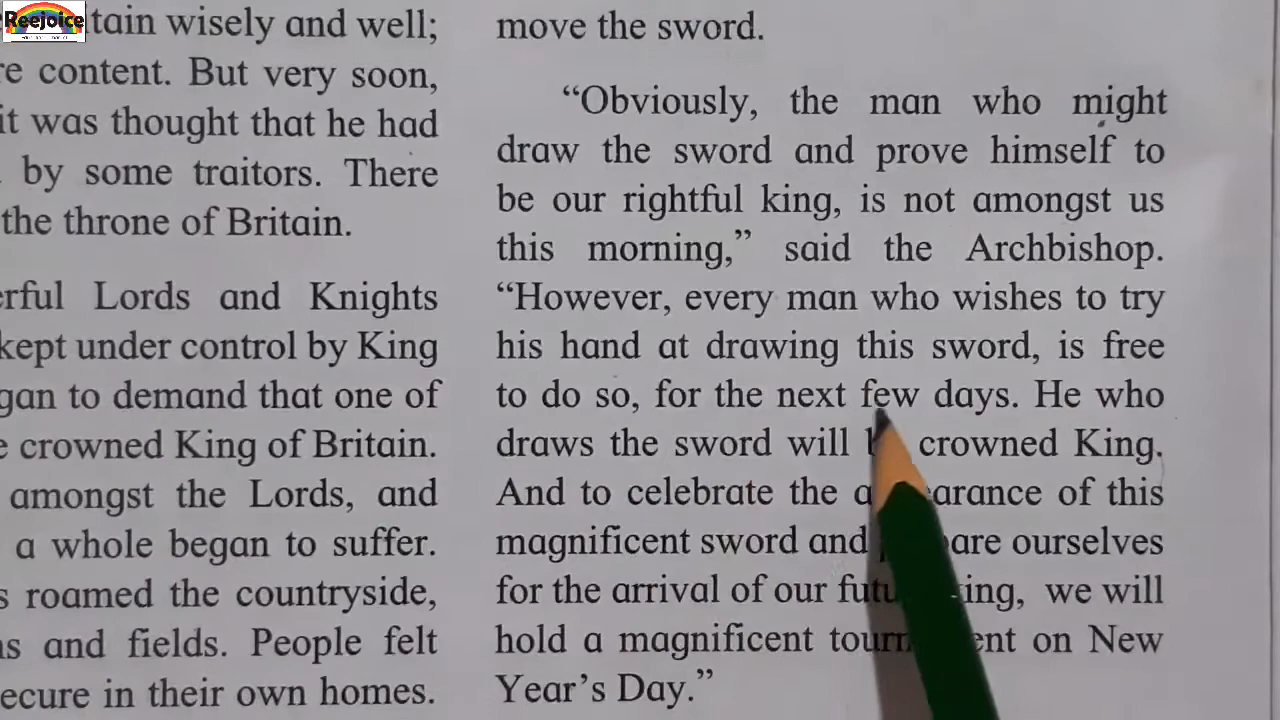 Reejoice
tain wisely and well;
re content. But very soon,
it was thought that he had
by some traitors. There
the throne of Britain.
erful Lords and Knights
kept under control by King
gan to demand that one of
e crowned King of Britain.
amongst the Lords, and
a whole began to suffer.
s roamed the countryside,
ns and fields. People felt
ecure in their own homes.
move the sword.
“Obviously, the man who might
draw the sword and prove himself to
be our rightful king, is not amongst us
this morning,” said the Archbishop.
“However, every man who wishes to try
his hand at drawing this sword, is free
to do so, for the next few days. He who
draws the sword will crowned King.
And to celebrate the arance of this
magnificent sword and are ourselves
for the arrival of our futu ing, we will
hold a magnificent tourn ent on New
Year’s Day.”